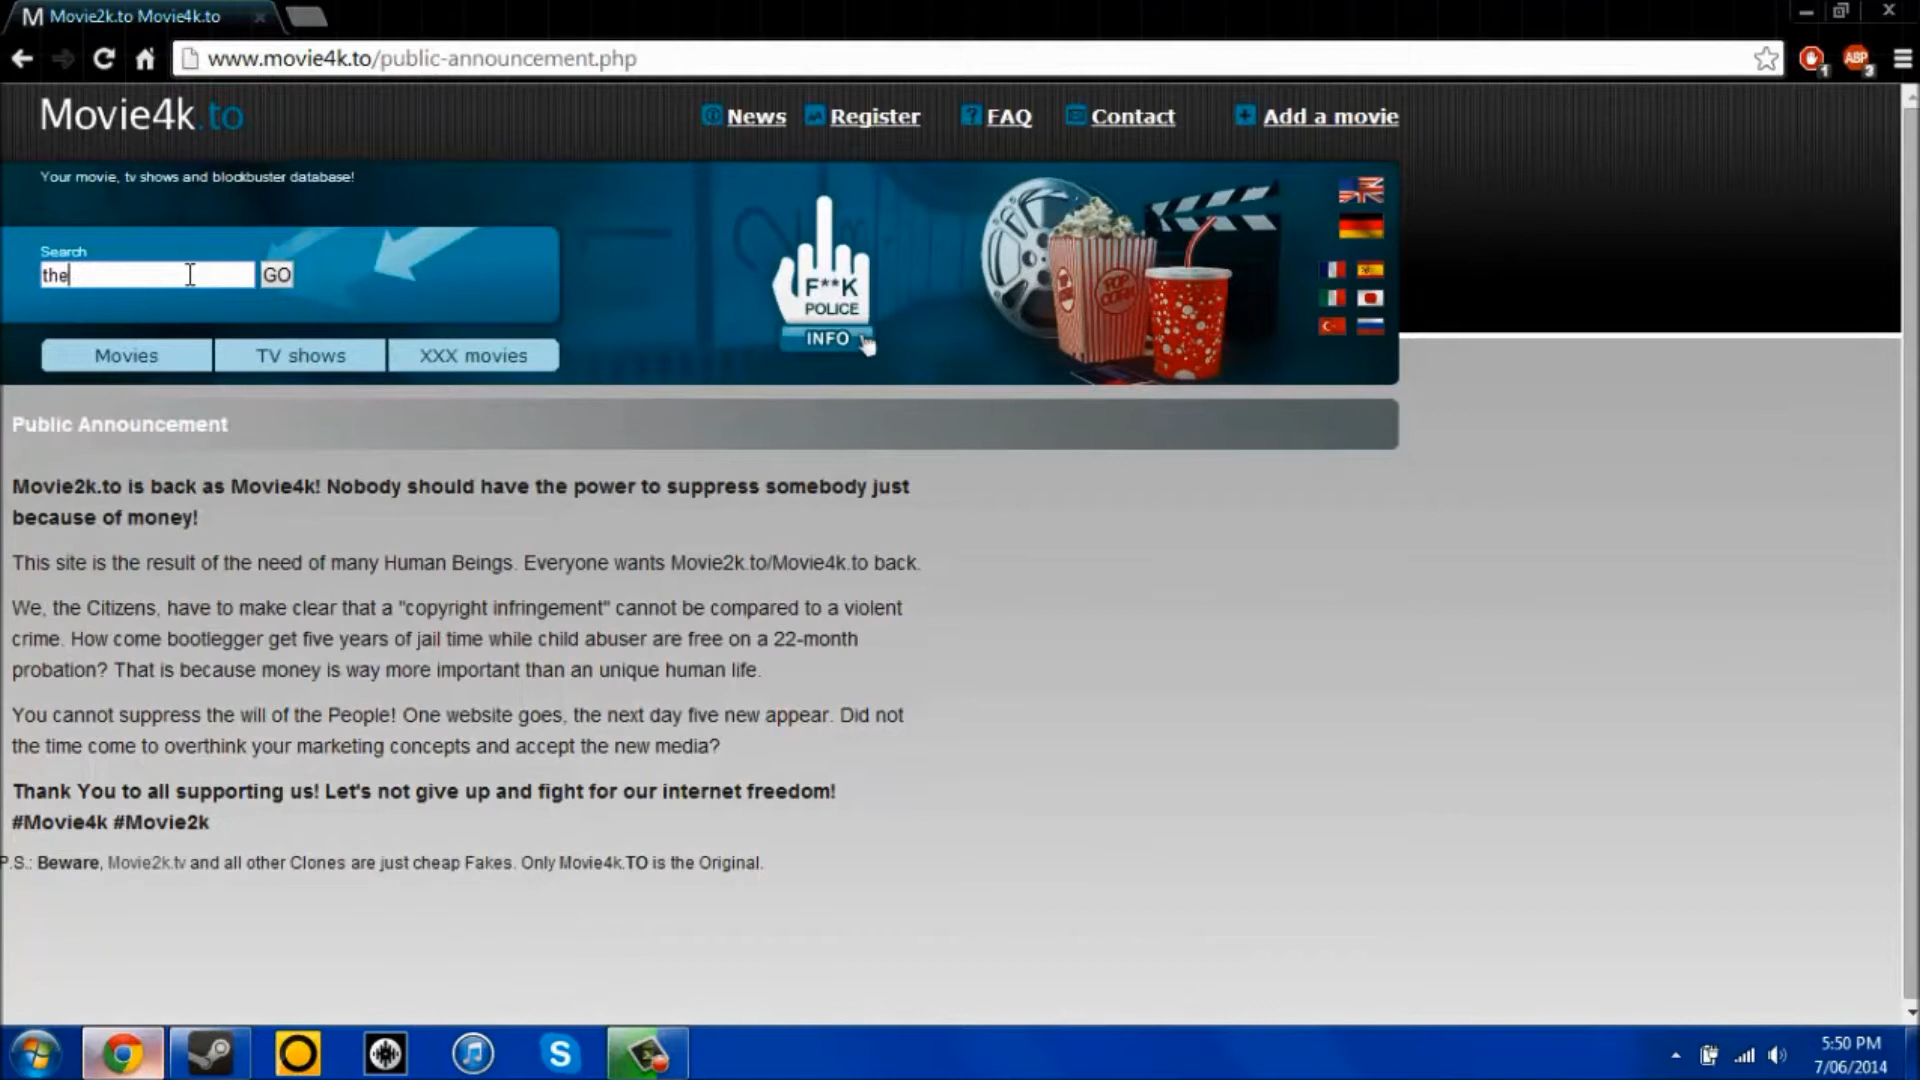 Movie2k.to Movie4k.to
www.movie4k.to/public-announcement.php
1
ABP
3
Movie4k.to
News
Register
FAQ
Contact
Add a movie
Your movie, tv shows and blockbuster database!
Search
the
GO
F**K
POLICE
INFO
POP
CORN
Movies
TV shows
XXX movies
Public Announcement
Movie2k.to is back as Movie4k! Nobody should have the power to suppress somebody just
because of money!
This site is the result of the need of many Human Beings. Everyone wants Movie2k.to/Movie4k.to back.
We, the Citizens, have to make clear that a "copyright infringement" cannot be compared to a violent
crime. How come bootlegger get five years of jail time while child abuser are free on a 22-month
probation? That is because money is way more important than an unique human life.
You cannot suppress the will of the People! One website goes, the next day five new appear. Did not
the time come to overthink your marketing concepts and accept the new media?
Thank You to all supporting us! Let's not give up and fight for our internet freedom!
#Movie4k #Movie2k
P.S.: Beware, Movie2k.tv and all other Clones are just cheap Fakes. Only Movie4k.TO is the Original.
5:50 PM
7/06/2014